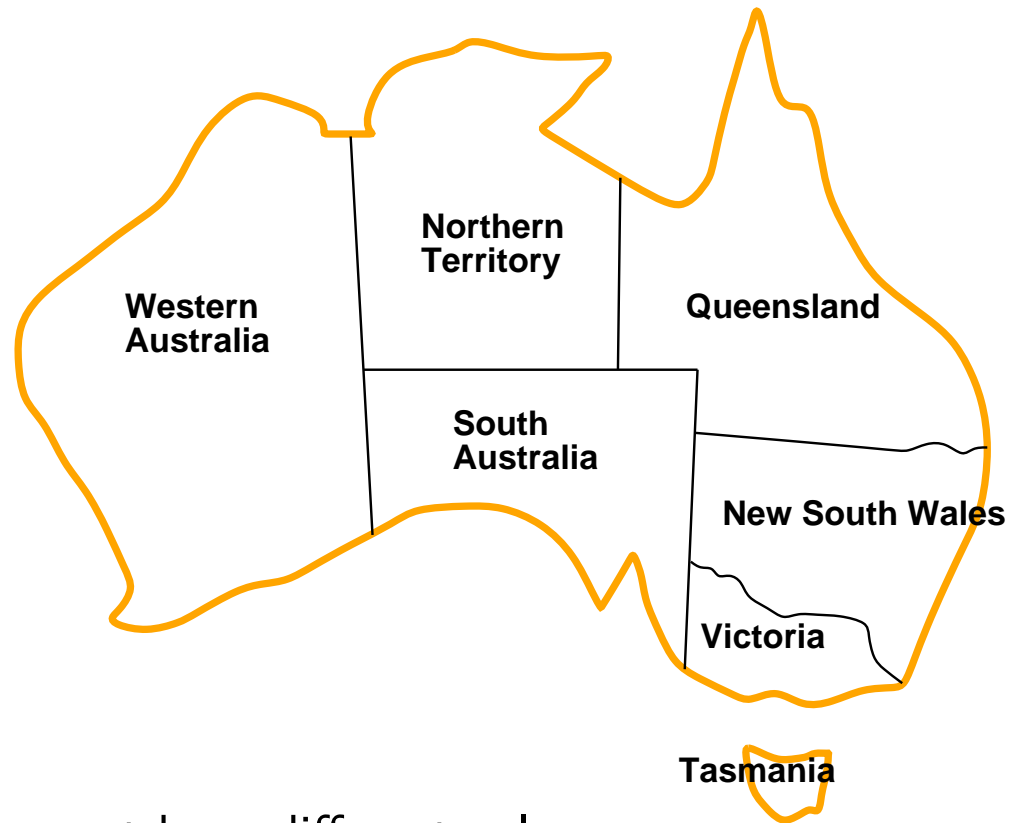 Northern
Territory
Western
Australia
Queensland
South
Australia
New South Wales
Victoria
Tasmania